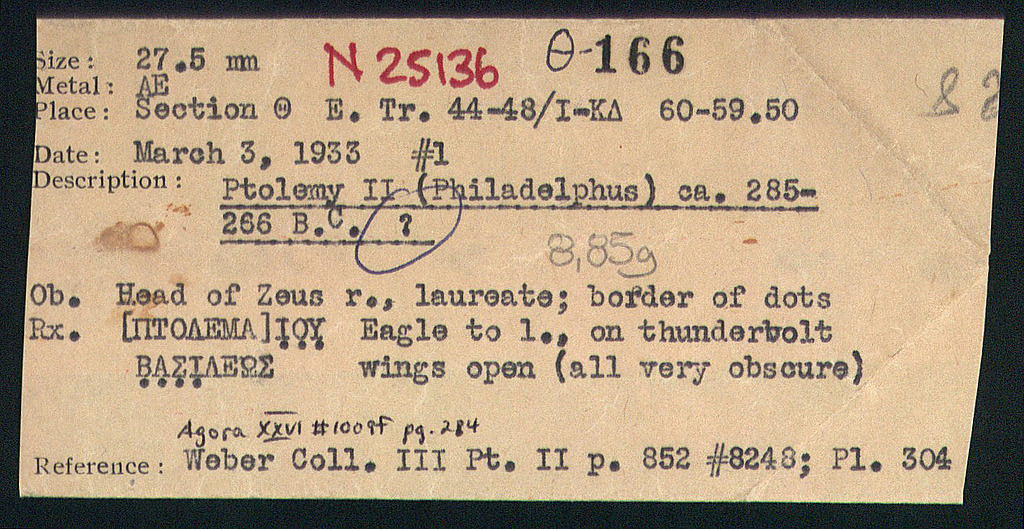 Size: 27.5 mm N 25136 Θ-166
Metal: AE
Place: Section Θ E. Tr. 44-48/Ι-ΚΔ 60-59.50
Date: March 3, 1933 #1
Description: Ptolemy II (Philadelphus) ca. 285-
266 B.C. ?
8,85g
Ob. Head of Zeus r., laureate; border of dots
Rx. [ΠΤΟΛΕΜΑ]ΙΟΥ Eagle to l., on thunderbolt
ΒΑΣΙΛΕΩΣ wings open (all very obscure)
Agora XXVI #1009f pg. 284
Reference: Weber Coll. III Pt. II p. 852 #8248; Pl. 304